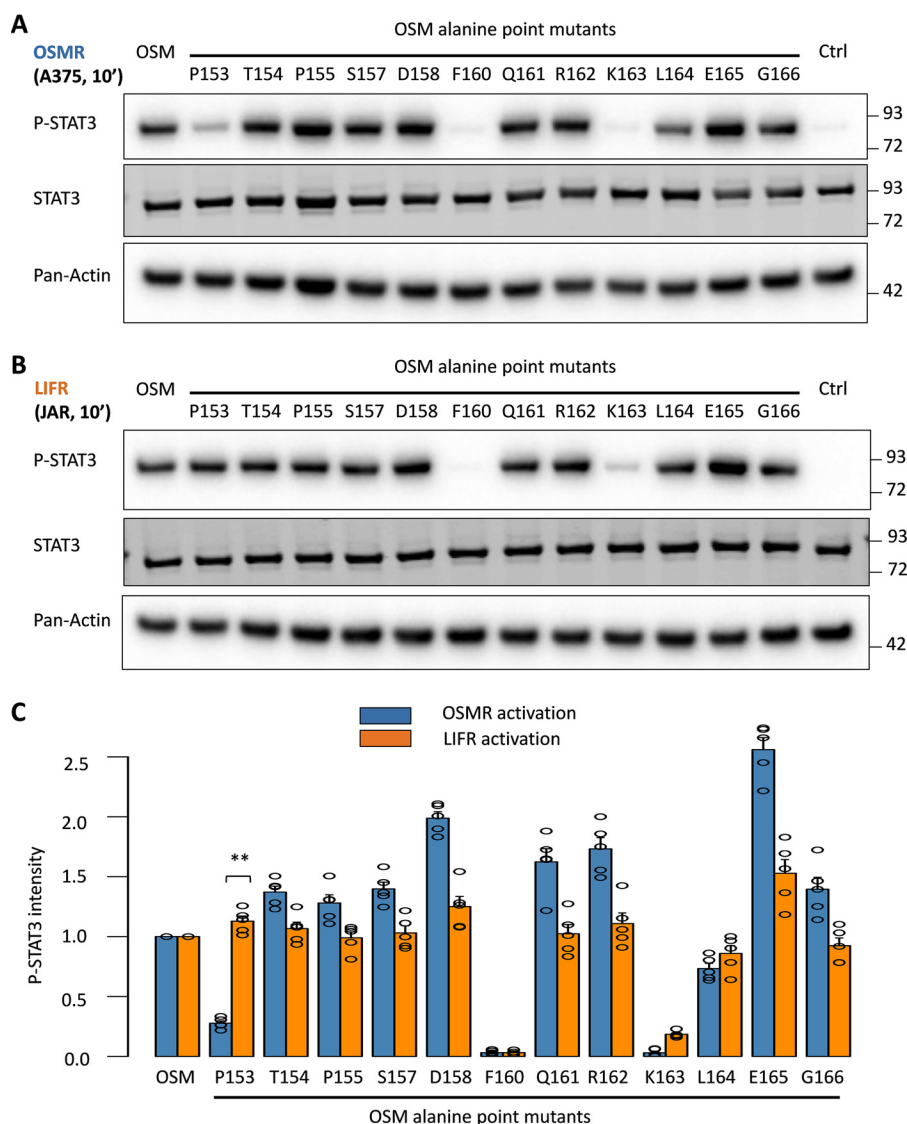 A
OSM alanine point mutants
OSMR OSM Ctrl
(A375, 10’) P153 T154 P155 S157 D158 F160 Q161 R162 K163 L164 E165 G166
P-STAT3 93
72
STAT3 93
72
Pan-Actin
42
B
OSM alanine point mutants
LIFR OSM Ctrl
(JAR, 10’) P153 T154 P155 S157 D158 F160 Q161 R162 K163 L164 E165 G166
P-STAT3 93
72
STAT3 93
72
Pan-Actin
42
C
OSMR activation
LIFR activation
P-STAT3 intensity
2.5
2.0
1.5
1.0
0.5
0.0
**
OSM P153 T154 P155 S157 D158 F160 Q161 R162 K163 L164 E165 G166
OSM alanine point mutants